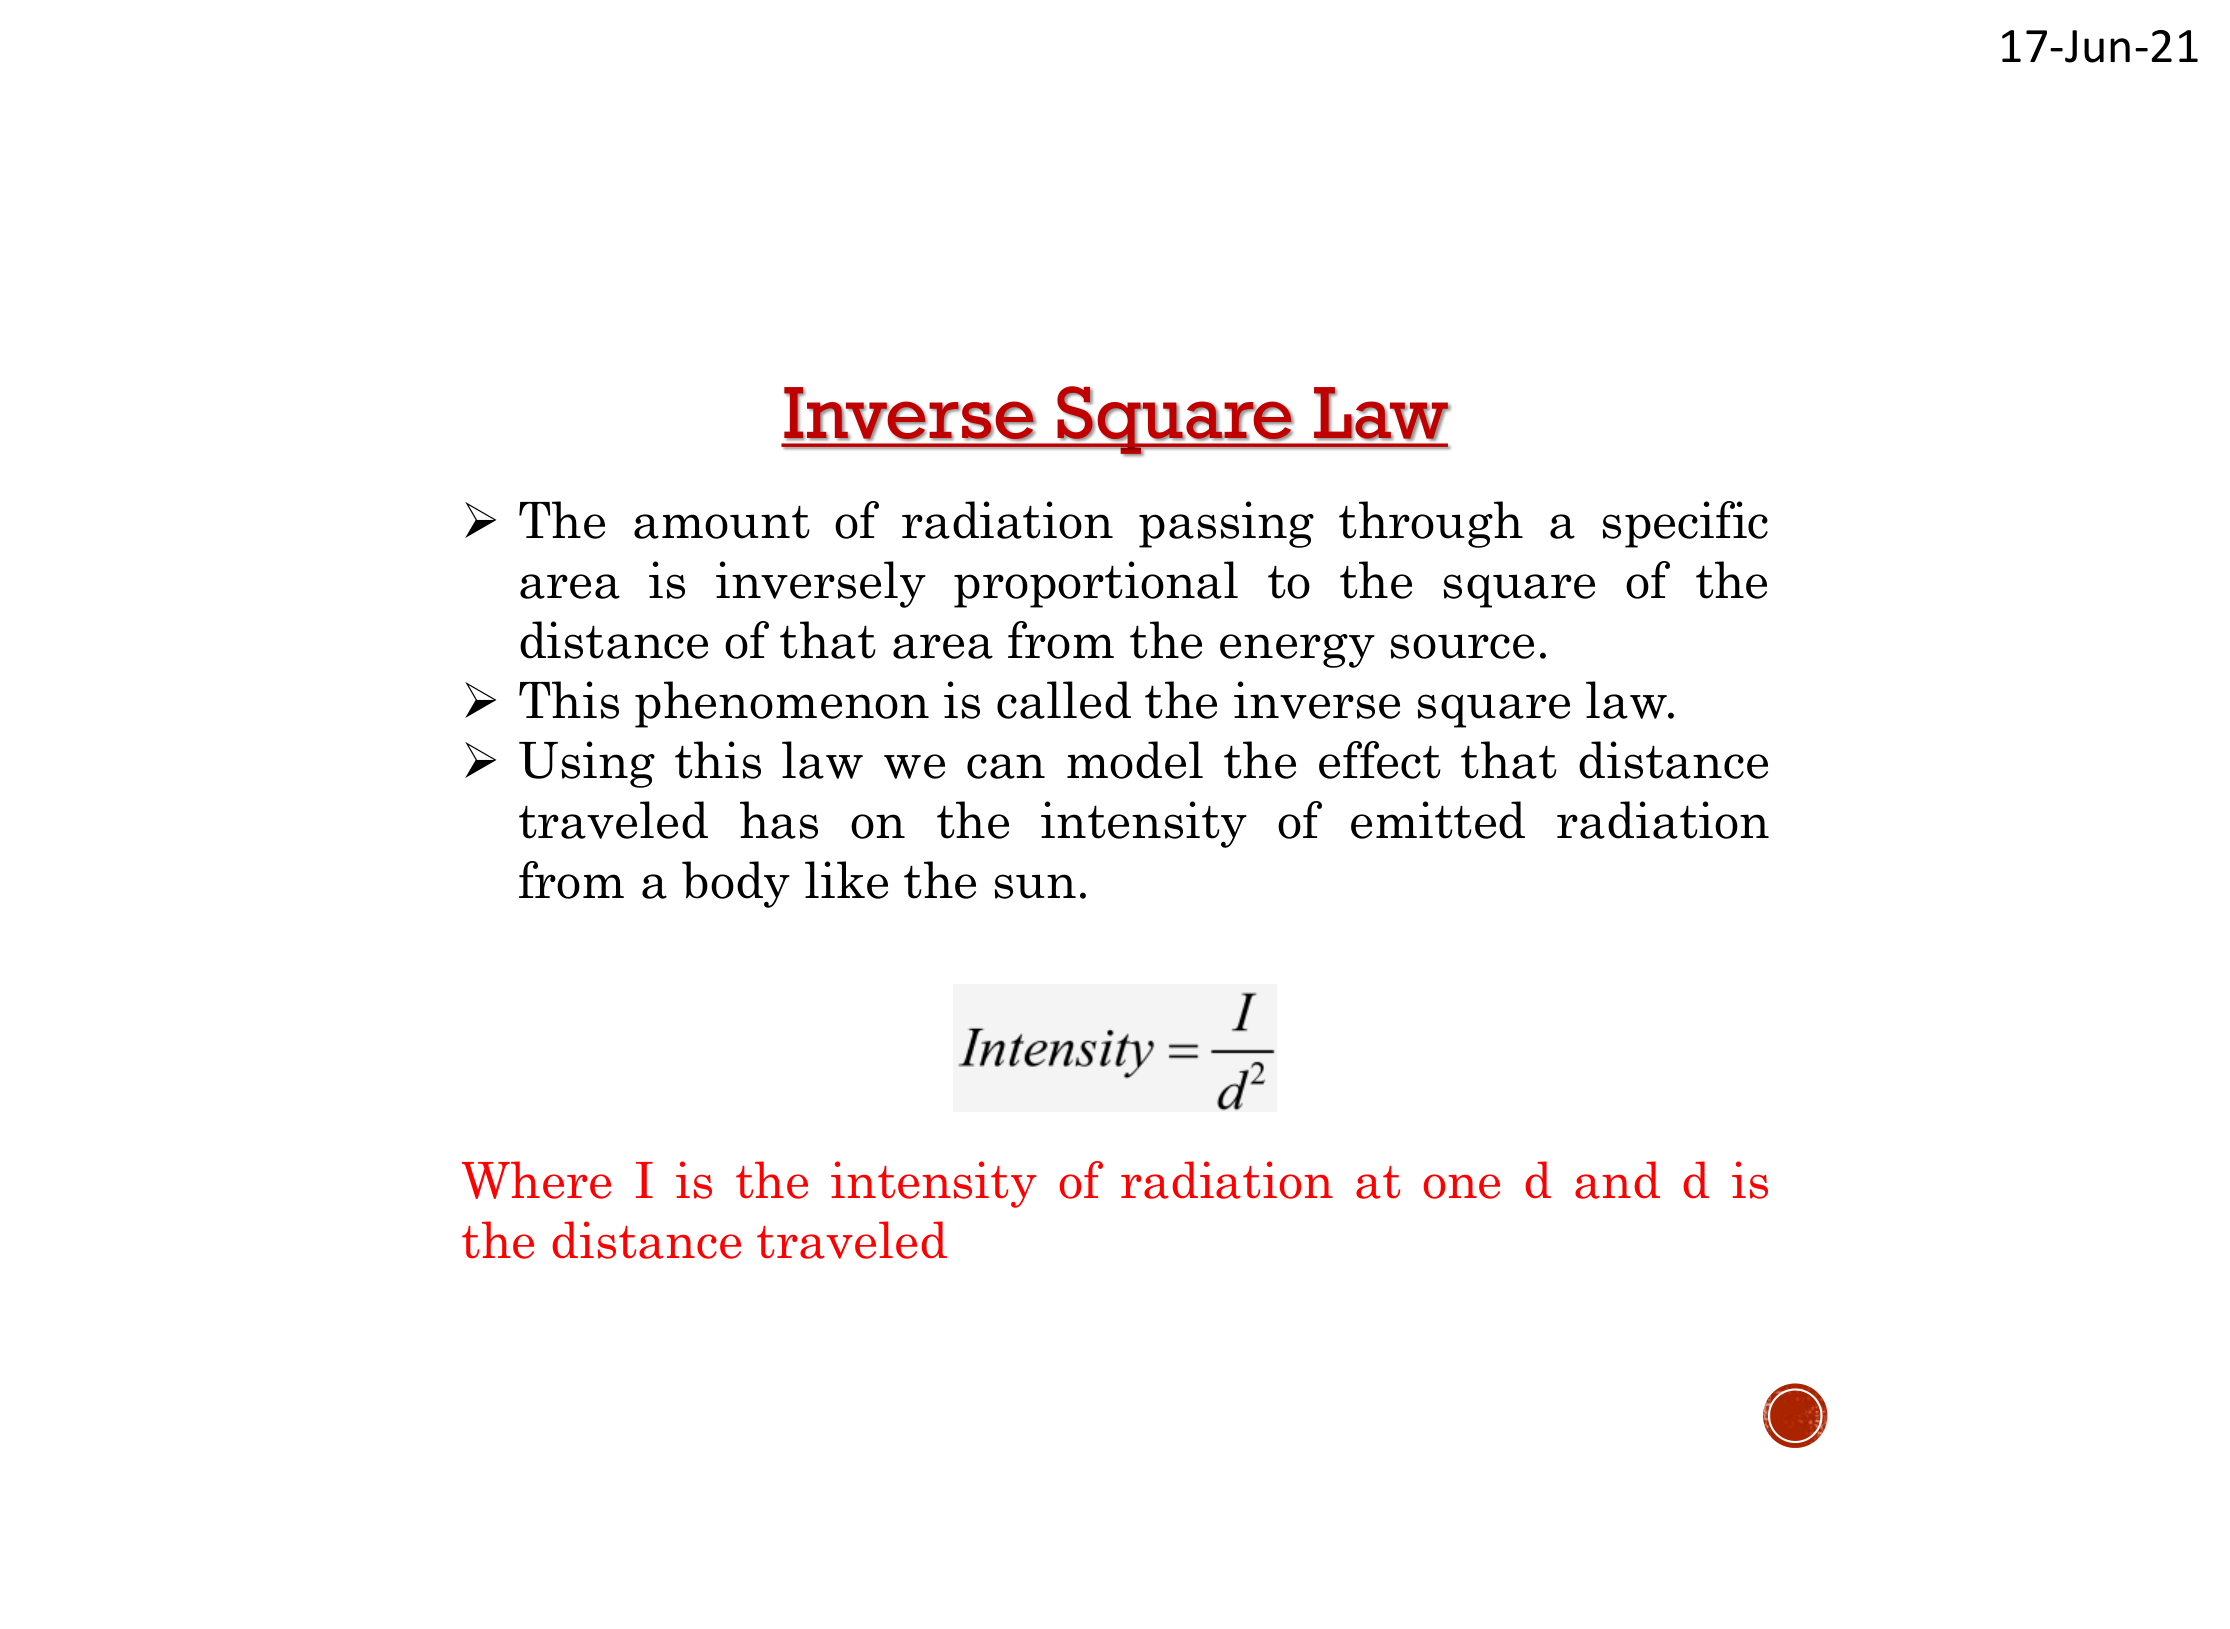 17-Jun-21
Inverse Square Law
➢ The amount of radiation passing through a specific
area is inversely proportional to the square of the
distance of that area from the energy source.
➢ This phenomenon is called the inverse square law.
➢ Using this law we can model the effect that distance
traveled has on the intensity of emitted radiation
from a body like the sun.
Intensity = I / d²
Where I is the intensity of radiation at one d and d is
the distance traveled